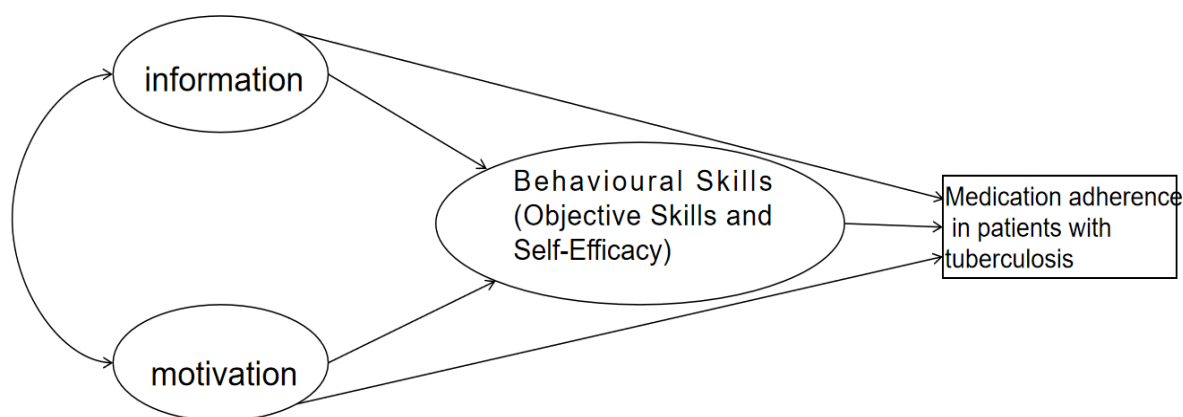 information
Behavioural Skills
(Objective Skills and
Self-Efficacy)
Medication adherence
in patients with
tuberculosis
motivation